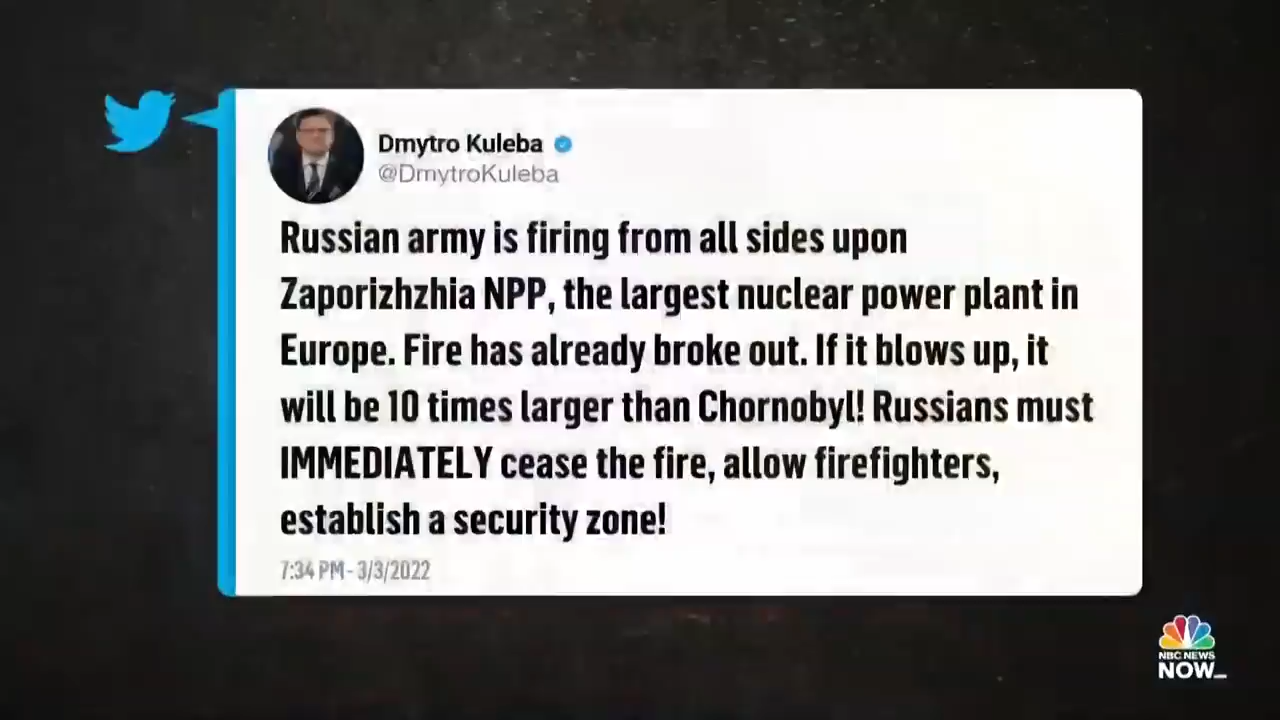 Dmytro Kuleba
@DmytroKuleba
Russian army is firing from all sides upon
Zaporizhzhia NPP, the largest nuclear power plant in
Europe. Fire has already broke out. If it blows up, it
will be 10 times larger than Chornobyl! Russians must
IMMEDIATELY cease the fire, allow firefighters,
establish a security zone!
7:34 PM - 3/3/2022
NBC NEWS
NOW_